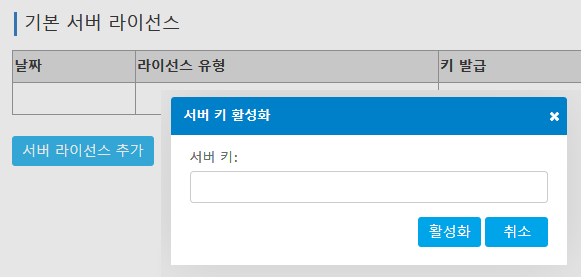 기본 서버 라이선스
날짜 라이선스 유형 키 발급
서버 키 활성화 ×
서버 라이선스 추가
서버 키:
활성화 취소